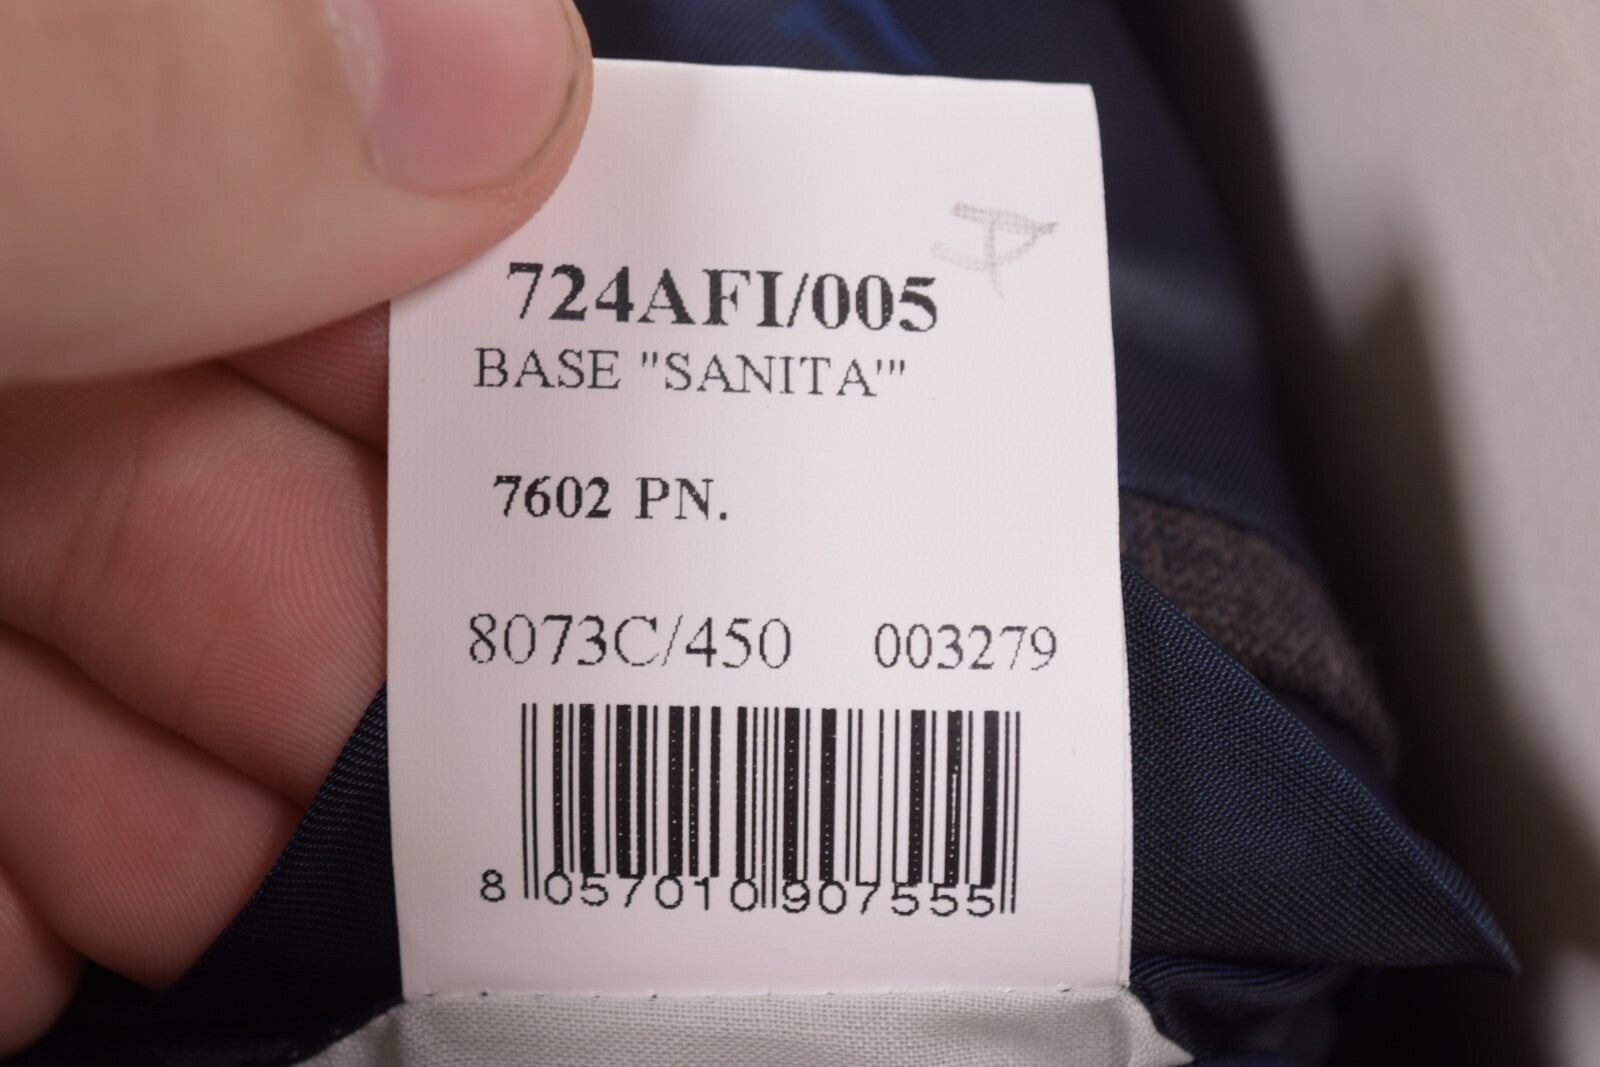 724AFI/005
BASE "SANITA'"
7602 PN.
8073C/450 003279
8 057010 907555